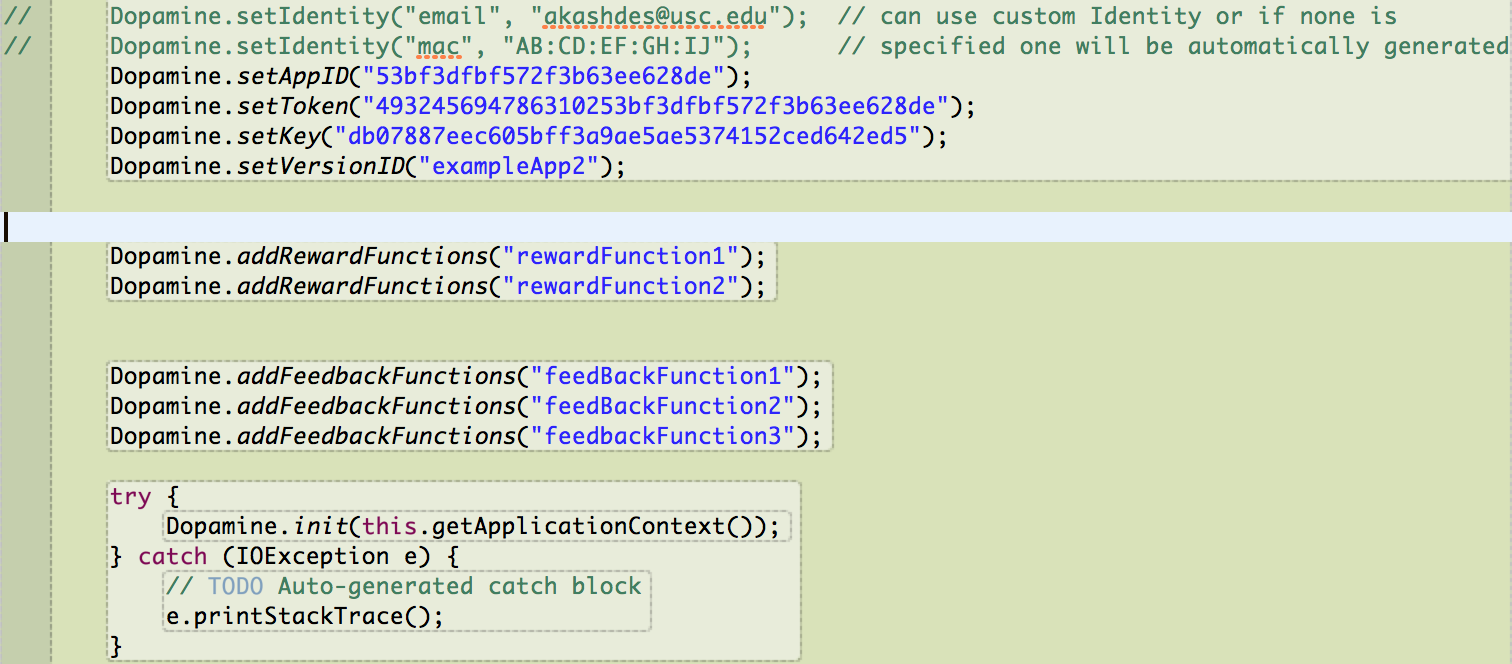 //      Dopamine.setIdentity("email", "akashdes@usc.edu");  // can use custom Identity or if none is
//      Dopamine.setIdentity("mac", "AB:CD:EF:GH:IJ");      // specified one will be automatically generated
        Dopamine.setAppID("53bf3dfbf572f3b63ee628de");
        Dopamine.setToken("493245694786310253bf3dfbf572f3b63ee628de");
        Dopamine.setKey("db07887eec605bff3a9ae5ae5374152ced642ed5");
        Dopamine.setVersionID("exampleApp2");
        Dopamine.addRewardFunctions("rewardFunction1");
        Dopamine.addRewardFunctions("rewardFunction2");
        Dopamine.addFeedbackFunctions("feedBackFunction1");
        Dopamine.addFeedbackFunctions("feedBackFunction2");
        Dopamine.addFeedbackFunctions("feedbackFunction3");
        try {
            Dopamine.init(this.getApplicationContext());
        } catch (IOException e) {
            // TODO Auto-generated catch block
            e.printStackTrace();
        }